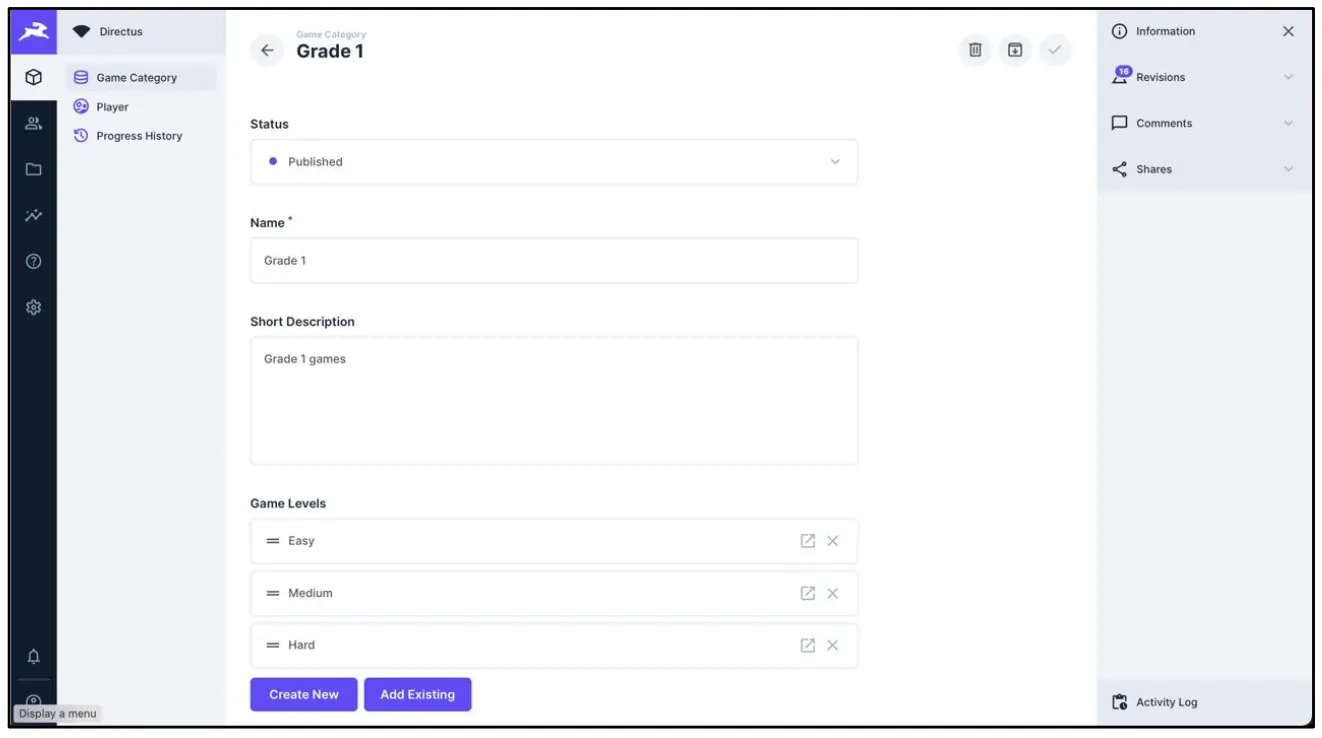 Directus
Game Category
Player
Progress History
Display a menu
Game Category
Grade 1
Status
Published
Name *
Grade 1
Short Description
Grade 1 games
Game Levels
Easy
Medium
Hard
Create New
Add Existing
Information
16
Revisions
Comments
Shares
Activity Log